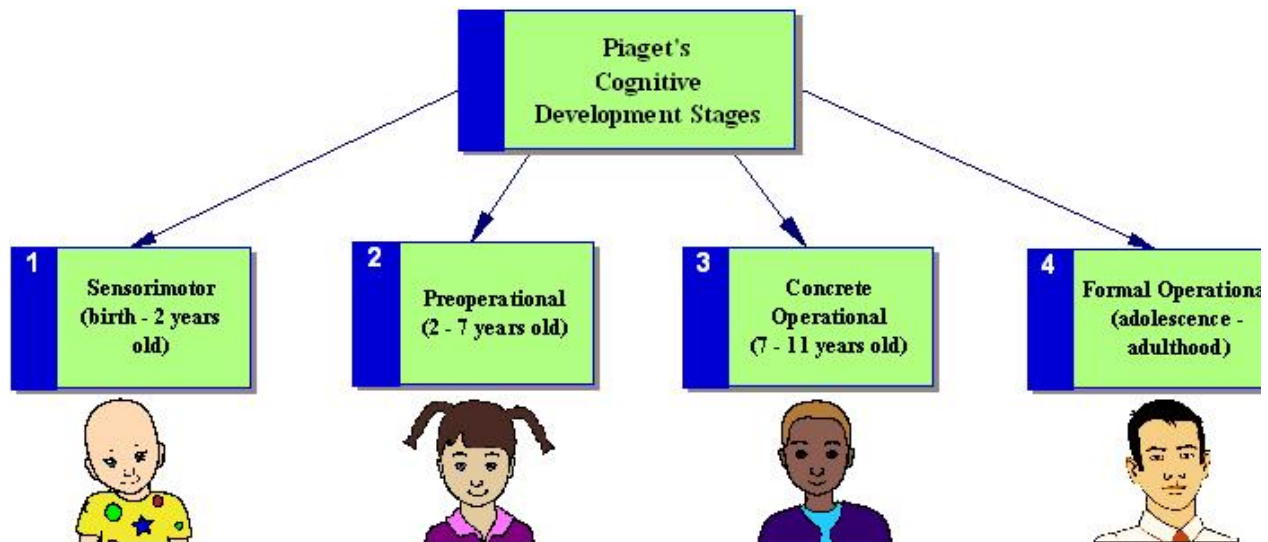 Piaget's
Cognitive
Development Stages
1
Sensorimotor
(birth - 2 years
old)
2
Preoperational
(2 - 7 years old)
3
Concrete
Operational
(7 - 11 years old)
4
Formal Operationa
(adolescence -
adulthood)